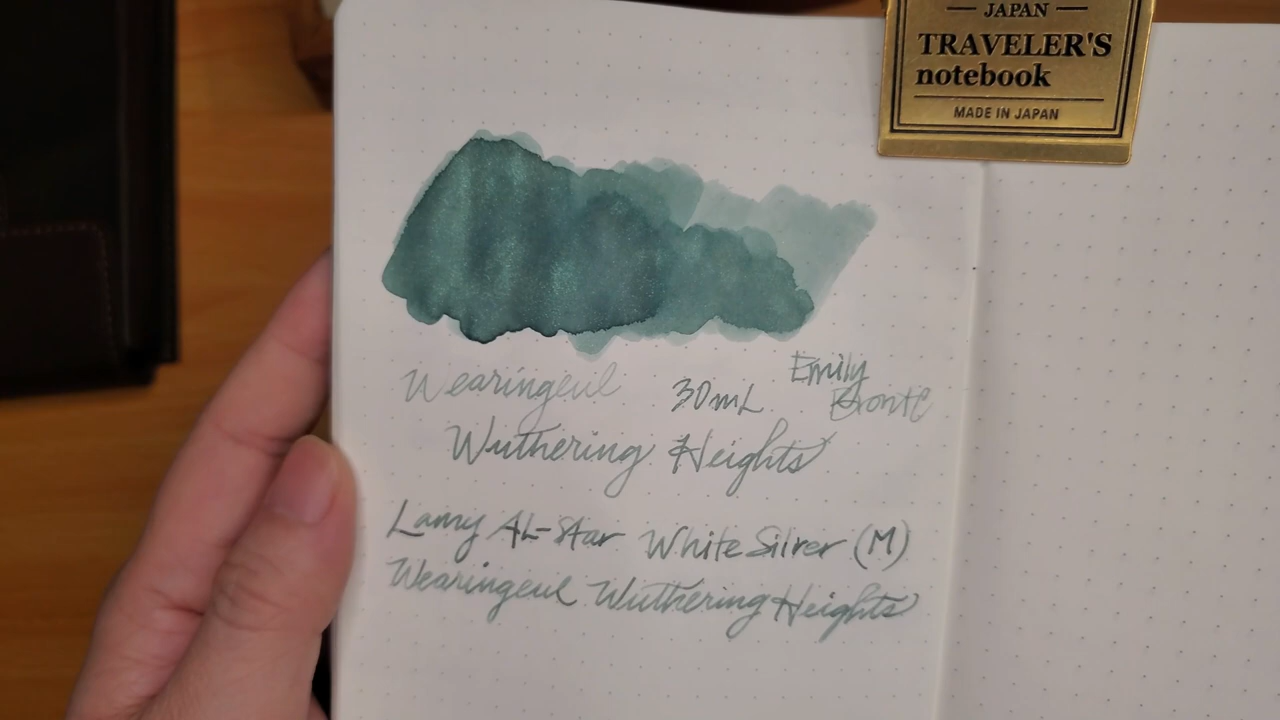 JAPAN
TRAVELER'S
notebook
MADE IN JAPAN
Wearingeul 30mL Emily Brontë
Wuthering Heights
Lamy AL-Star White Silver (M)
Wearingeul Wuthering Heights